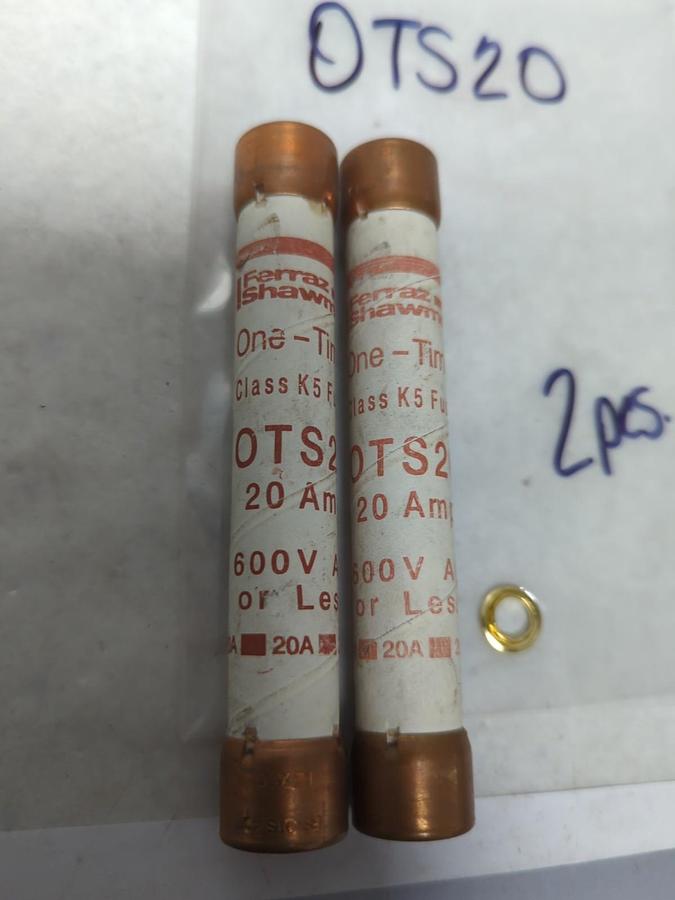 OTS20
Ferraz
Shawm
One-Tim
Class K5 Fu
OTS2
20 Am
600V A
or Les
20A
Ferraz
Shawm
One-Tim
Class K5 Fu
OTS2
20 Amp
600V A
or Les
20A
2pcs.